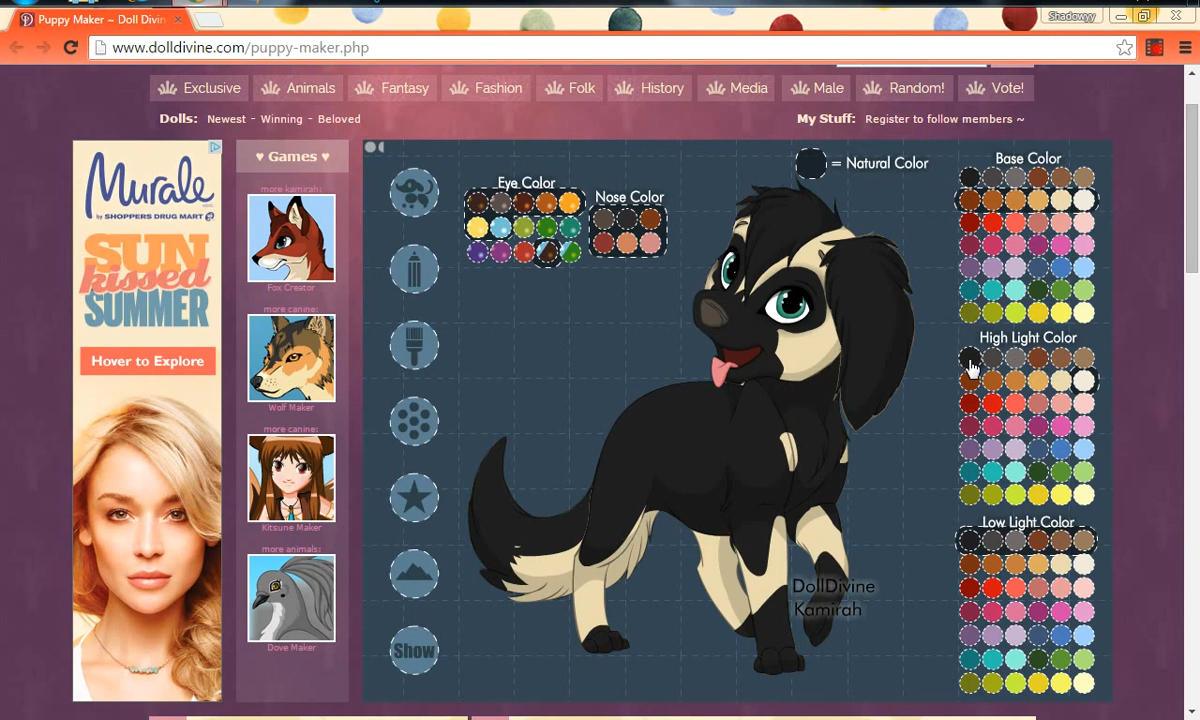 Puppy Maker ~ Doll Divin
Shadowyy
www.dolldivine.com/puppy-maker.php
Exclusive
Animals
Fantasy
Fashion
Folk
History
Media
Male
Random!
Vote!
Dolls: Newest - Winning - Beloved
My Stuff: Register to follow members ~
Murale
by SHOPPERS DRUG MART
SUN
kissed
SUMMER
Hover to Explore
♥ Games ♥
more kamirah:
Fox Creator
more canine:
Wolf Maker
more canine:
Kitsune Maker
more animals:
Dove Maker
Show
Eye Color
Nose Color
= Natural Color
Base Color
High Light Color
Low Light Color
DollDivine
Kamirah